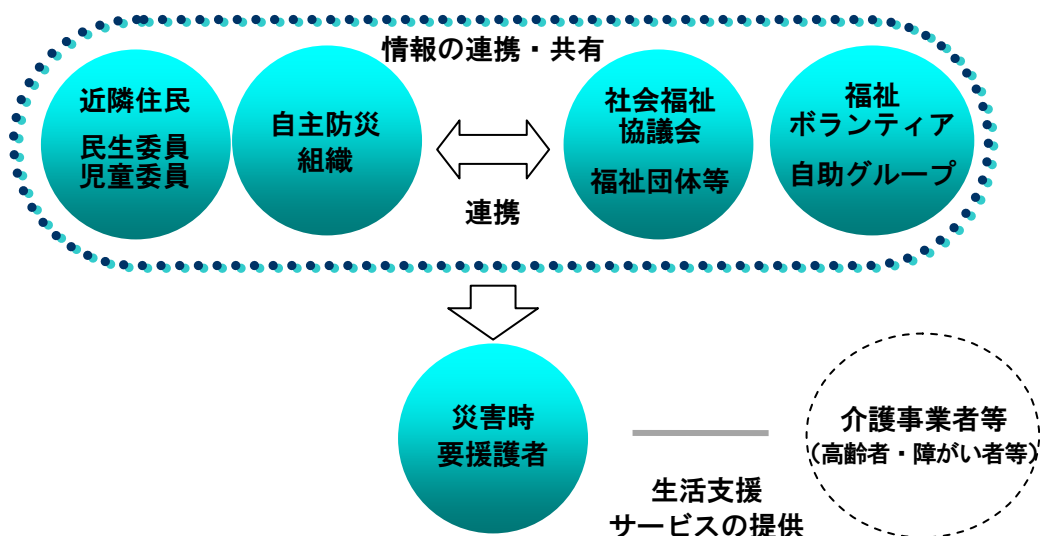 情報の連携・共有
近隣住民
民生委員
児童委員
自主防災
組織
連携
社会福祉
協議会
福祉団体等
福祉
ボランティア
自助グループ
災害時
要援護者
生活支援
サービスの提供
介護事業者等
（高齢者・障がい者等）